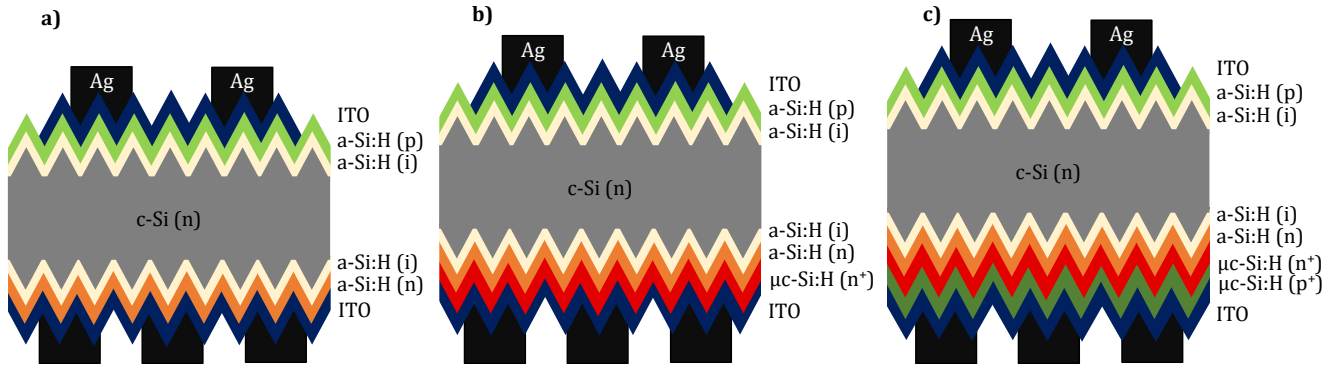 a)
Ag Ag
ITO
a-Si:H (p)
a-Si:H (i)
c-Si (n)
a-Si:H (i)
a-Si:H (n)
ITO
b)
Ag Ag
ITO
a-Si:H (p)
a-Si:H (i)
c-Si (n)
a-Si:H (i)
a-Si:H (n)
μc-Si:H (n⁺)
ITO
c)
Ag Ag
ITO
a-Si:H (p)
a-Si:H (i)
c-Si (n)
a-Si:H (i)
a-Si:H (n)
μc-Si:H (n⁺)
μc-Si:H (p⁺)
ITO